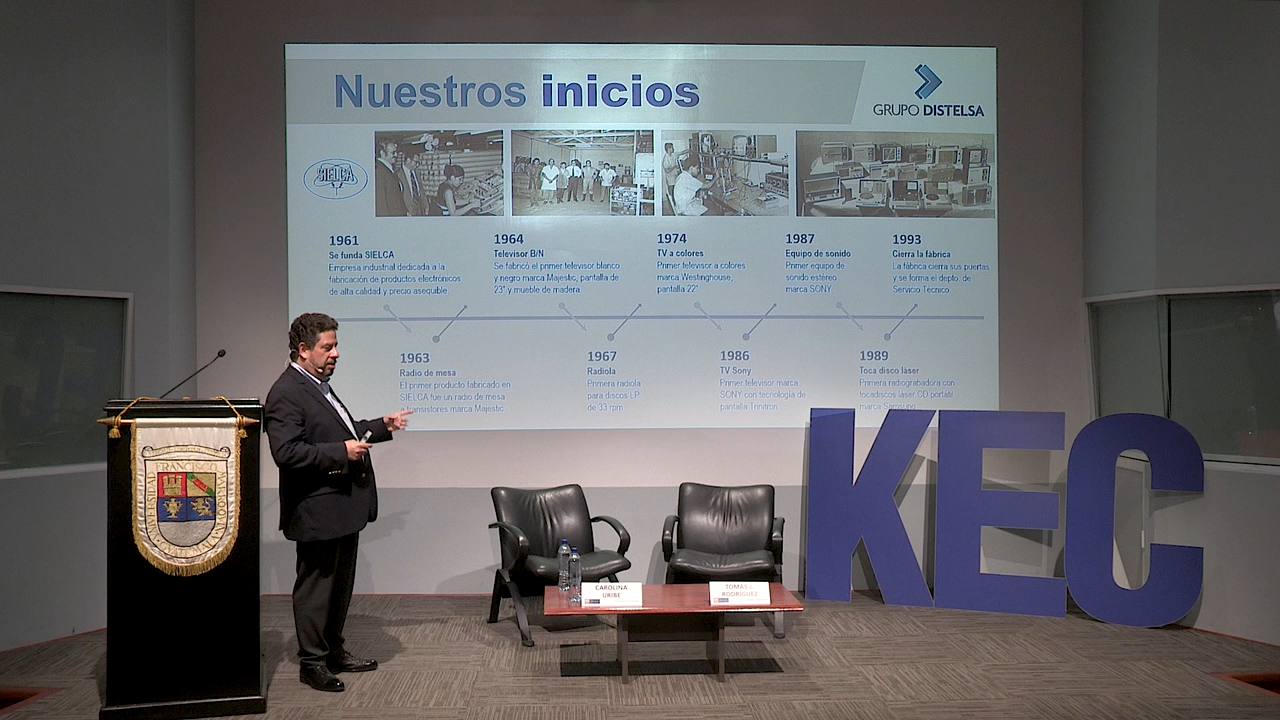 Nuestros inicios
GRUPO DISTELSA
SIELCA
1961
Se funda SIELCA
Empresa industrial dedicada a la
fabricación de productos electrónicos
de alta calidad y precio asequible.
1964
Televisor B/N
Se fabricó el primer televisor blanco
y negro marca Majestic, pantalla de
23" y mueble de madera.
1974
TV a colores
Primer televisor a colores
marca Westinghouse,
pantalla 22"
1987
Equipo de sonido
Primer equipo de
sonido estéreo
marca SONY
1993
Cierra la fábrica
La fábrica cierra sus puertas
y se forma el depto. de
Servicio Técnico.
1963
Radio de mesa
El primer producto fabricado en
SIELCA fue un radio de mesa
transistores marca Majestic
1967
Radiola
Primera radiola
para discos LP
de 33 rpm
1986
TV Sony
Primer televisor marca
SONY con tecnología de
pantalla Trinitron
1989
Toca disco láser
Primera radiograbadora con
tocadiscos láser CD portátil
marca Samsung
KEC
FRANCISCO
CAROLINA
URIBE
TOMÁS
RODRÍGUEZ